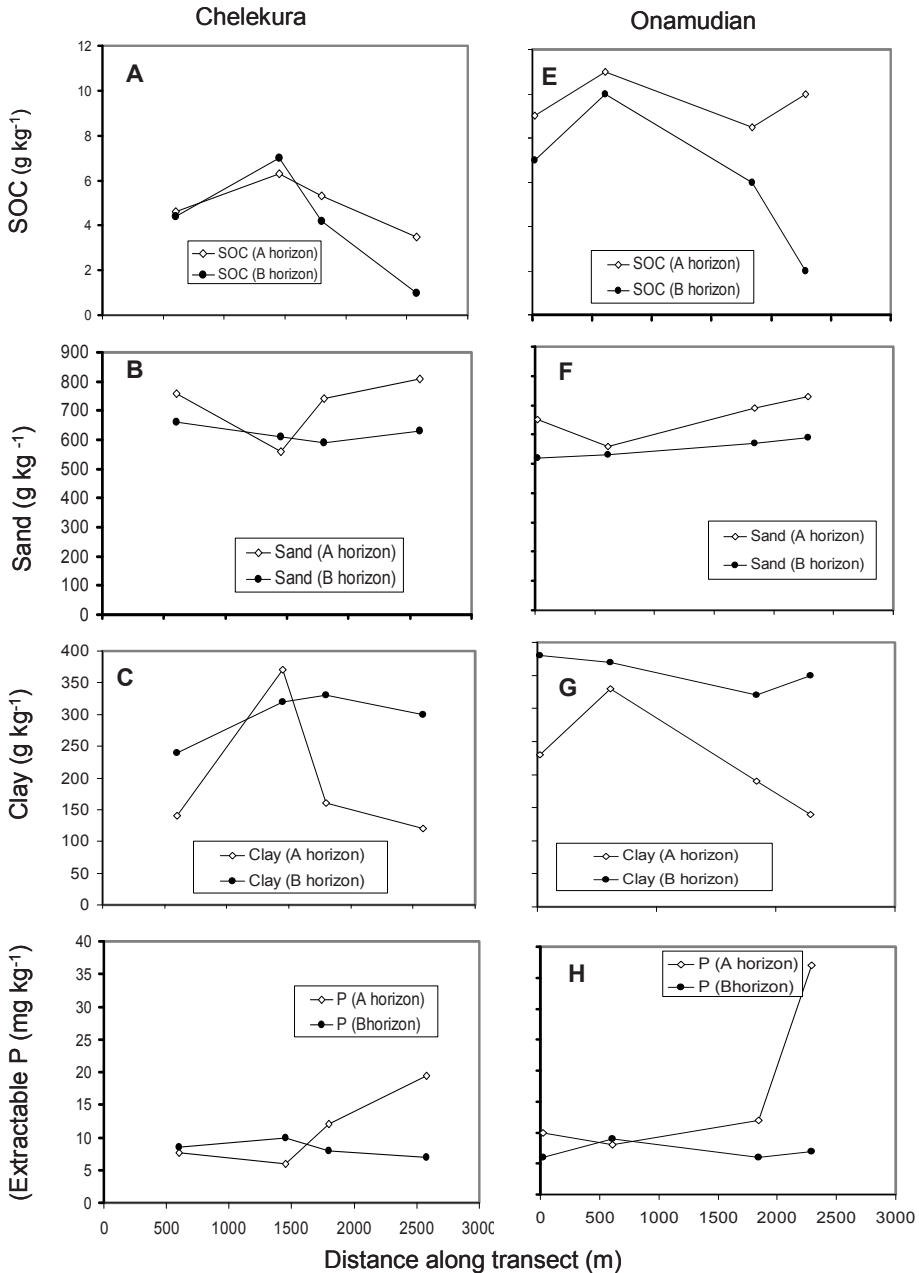 Chelekura
Onamudian
SOC (g kg-1)
12
10
8
6
4
2
0
A
SOC (A horizon)
SOC (B horizon)
E
SOC (A horizon)
SOC (B horizon)
Sand (g kg -1)
900
800
700
600
500
400
300
200
100
0
B
Sand (A horizon)
Sand (B horizon)
F
Sand (A horizon)
Sand (B horizon)
Clay (g kg-1)
400
350
300
250
200
150
100
50
0
C
Clay (A horizon)
Clay (B horizon)
G
Clay (A horizon)
Clay (B horizon)
(Extractable P (mg kg-1)
40
35
30
25
20
15
10
5
0
P (A horizon)
P (Bhorizon)
H
P (A horizon)
P (Bhorizon)
0 500 1000 1500 2000 2500 3000
0 500 1000 1500 2000 2500 3000
Distance along transect (m)